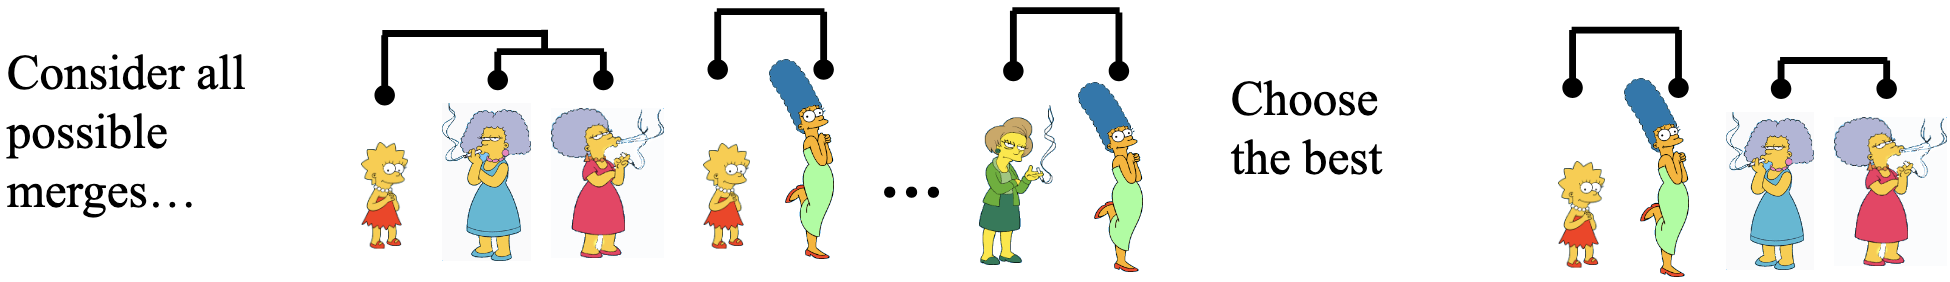 Consider all
possible
merges…
…
Choose
the best